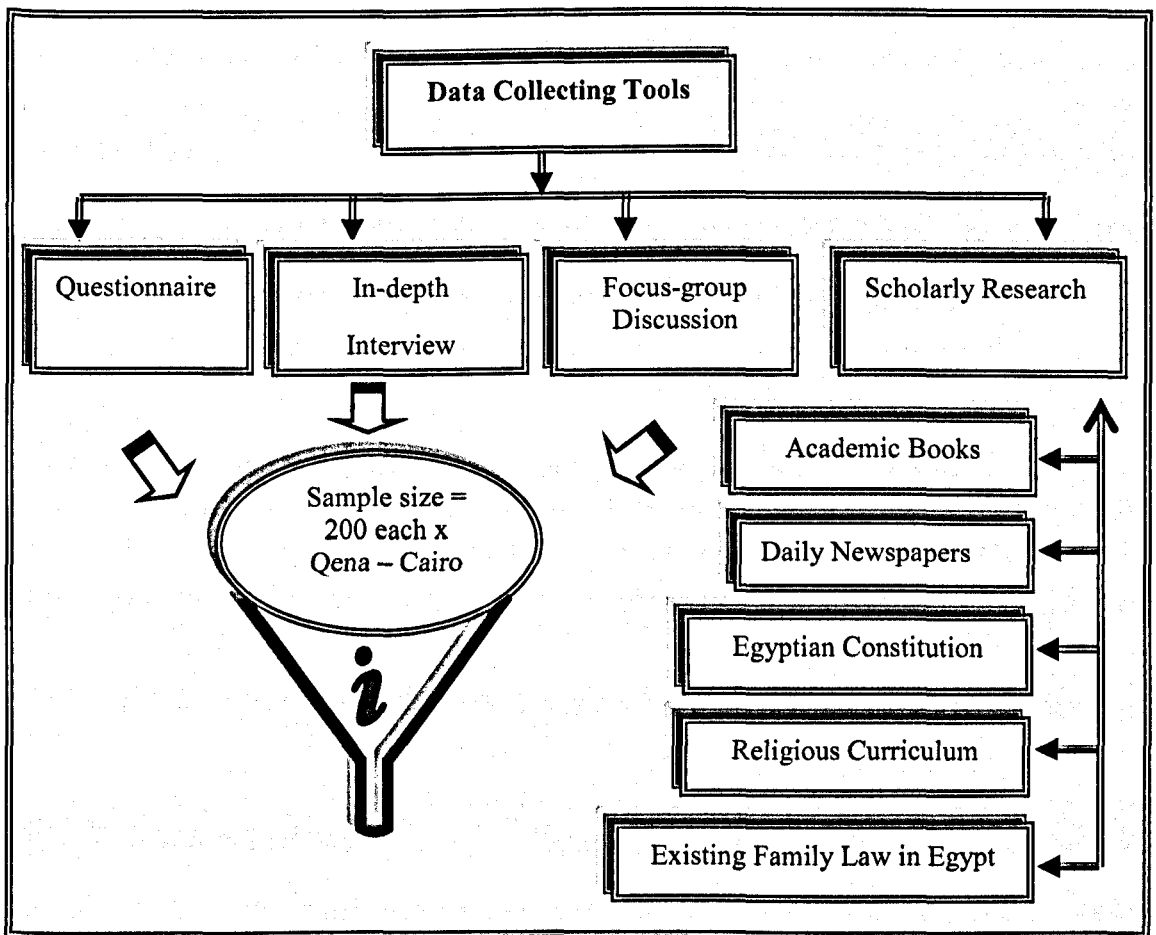 Data Collecting Tools
Questionnaire
In-depth
Interview
Focus-group
Discussion
Scholarly Research
Sample size =
200 each x
Qena – Cairo
i
Academic Books
Daily Newspapers
Egyptian Constitution
Religious Curriculum
Existing Family Law in Egypt